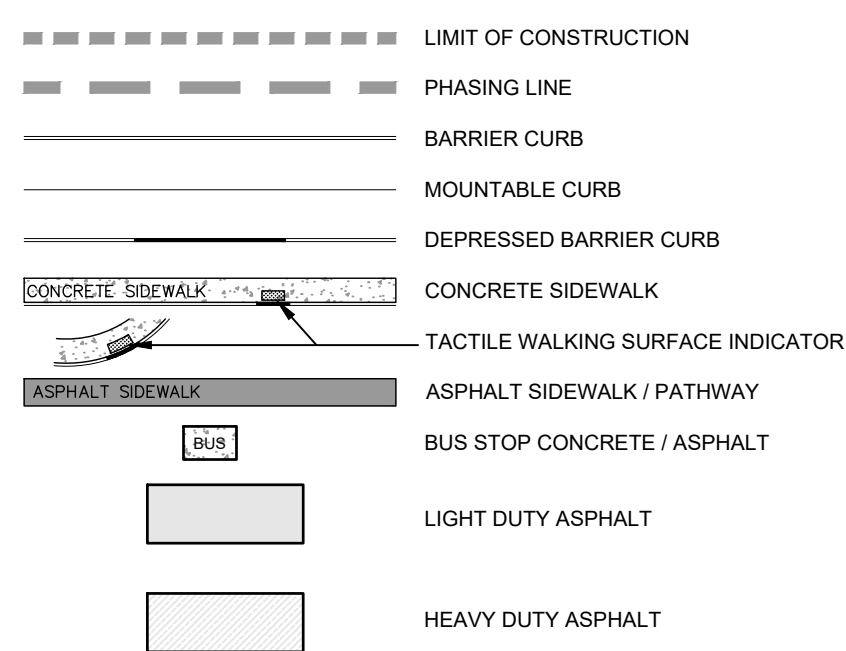 LIMIT OF CONSTRUCTION
PHASING LINE
BARRIER CURB
MOUNTABLE CURB
DEPRESSED BARRIER CURB
CONCRETE SIDEWALK CONCRETE SIDEWALK
TACTILE WALKING SURFACE INDICATOR
ASPHALT SIDEWALK ASPHALT SIDEWALK / PATHWAY
BUS BUS STOP CONCRETE / ASPHALT
LIGHT DUTY ASPHALT
HEAVY DUTY ASPHALT